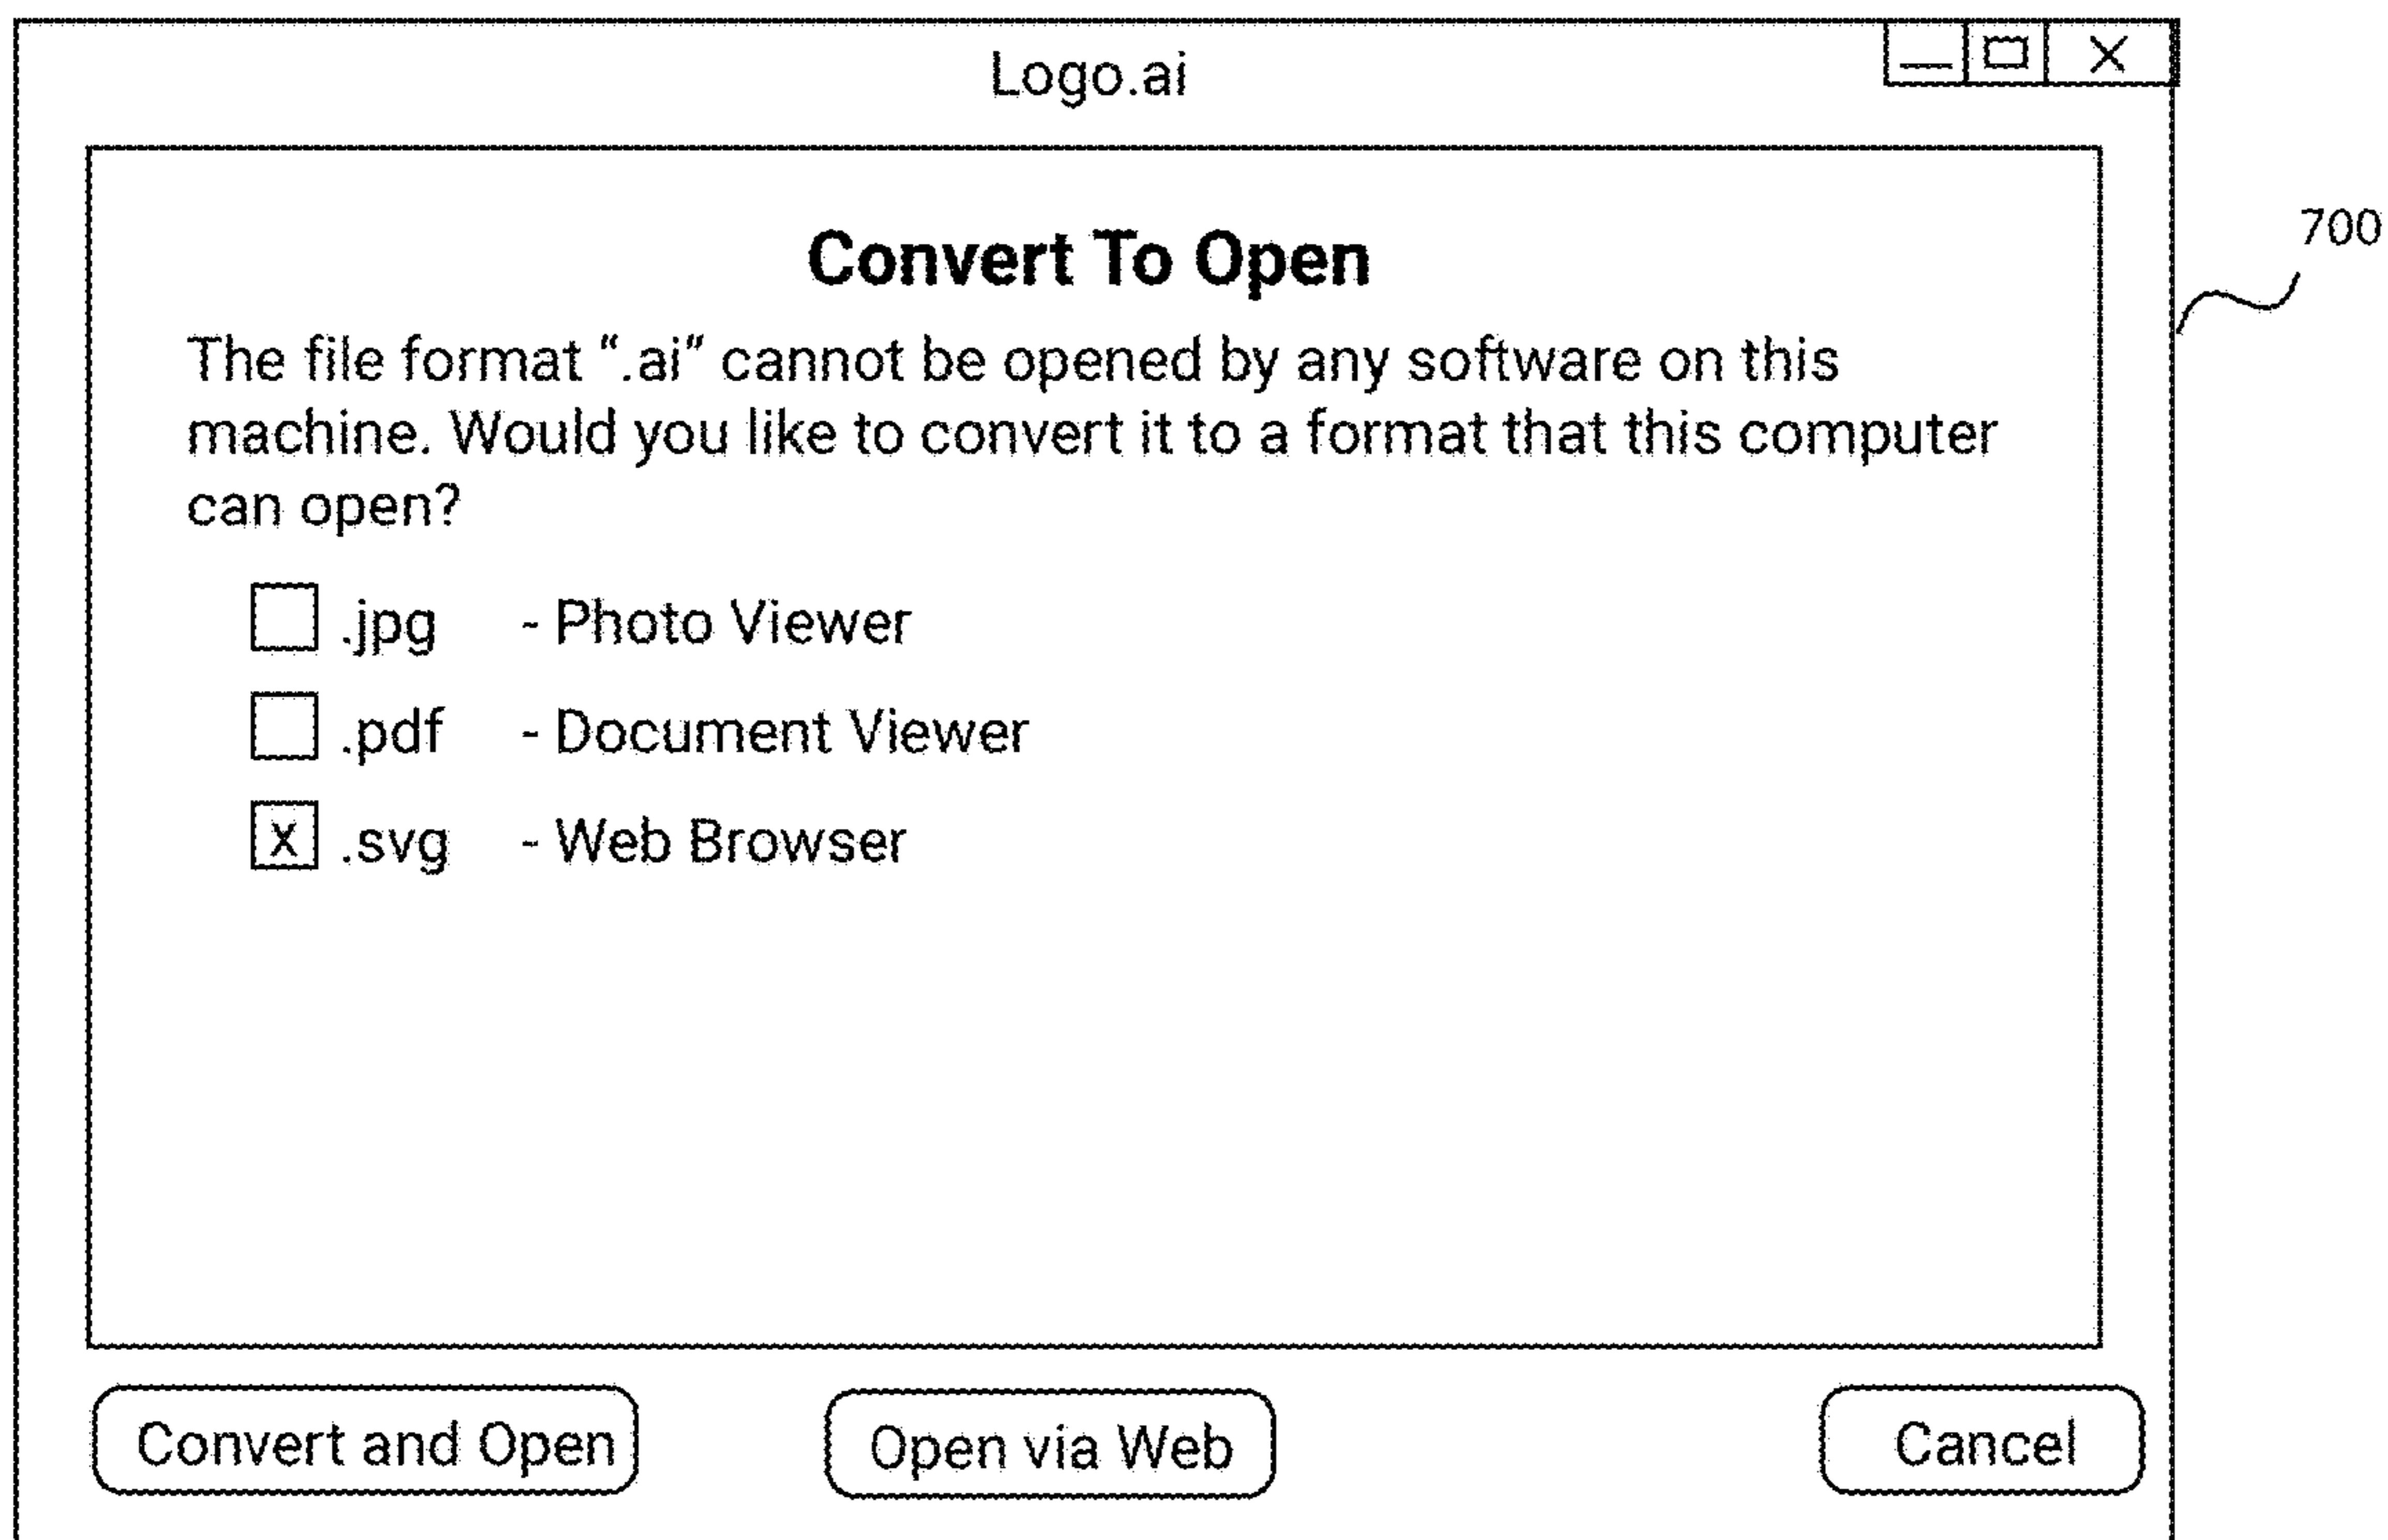 Logo.ai
700
Convert To Open
The file format “.ai” cannot be opened by any software on this
machine. Would you like to convert it to a format that this computer
can open?
.jpg - Photo Viewer
.pdf - Document Viewer
x .svg - Web Browser
Convert and Open Open via Web Cancel